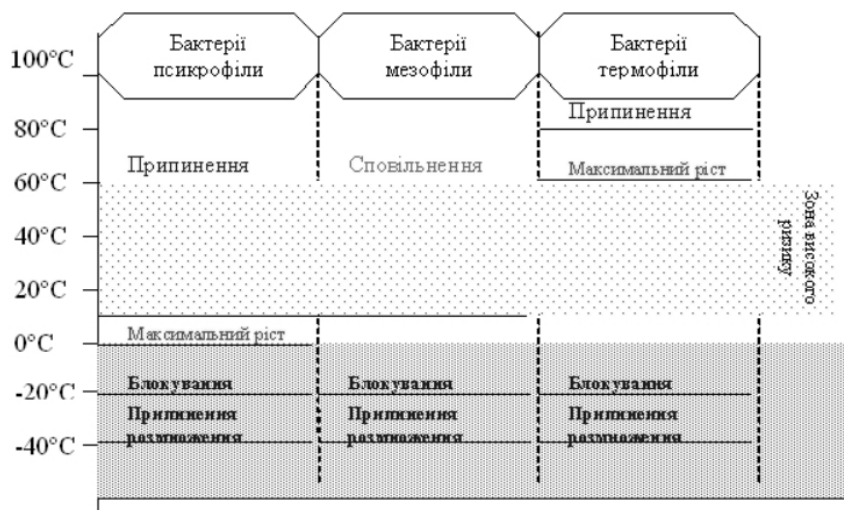 Бактерії
психрофіли
Бактерії
мезофіли
Бактерії
термофіли
100°C
Припинення
80°C
Припинення
Сповільнення
Максимальний ріст
60°C
Зона високого
ризику
40°C
20°C
Максимальний ріст
0°C
Блокування
Блокування
Блокування
-20°C
Припинення
розмноження
Припинення
розмноження
Припинення
розмноження
-40°C